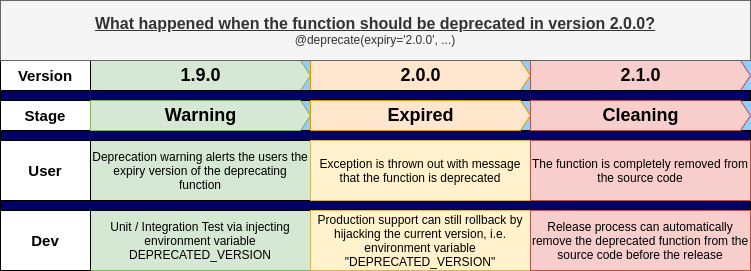 What happened when the function should be deprecated in version 2.0.0?
@deprecate(expiry='2.0.0', ...)
Version
1.9.0
2.0.0
2.1.0
Stage
Warning
Expired
Cleaning
User
Deprecation warning alerts the users the
expiry version of the deprecating
function
Exception is thrown out with message
that the function is deprecated
The function is completely removed from
the source code
Dev
Unit / Integration Test via injecting
environment variable
DEPRECATED_VERSION
Production support can still rollback by
hijacking the current version, i.e.
environment variable
"DEPRECATED_VERSION"
Release process can automatically
remove the deprecated function from the
source code before the release